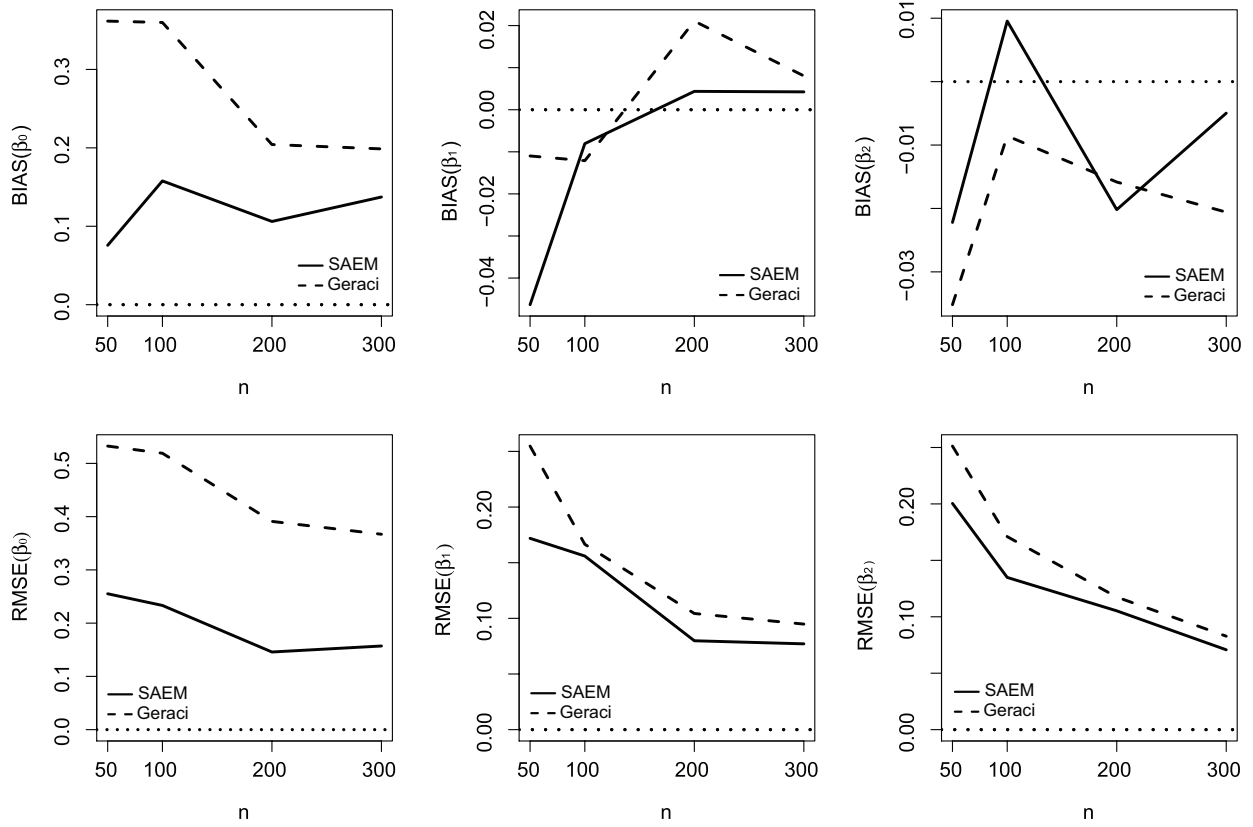 BIAS(β₀)
0.0 0.1 0.2 0.3
SAEM
Geraci
50 100 200 300
n
BIAS(β₁)
−0.04 −0.02 0.00 0.02
SAEM
Geraci
50 100 200 300
n
BIAS(β₂)
−0.03 −0.01 0.01
SAEM
Geraci
50 100 200 300
n
RMSE(β₀)
0.0 0.1 0.2 0.3 0.4 0.5
SAEM
Geraci
50 100 200 300
n
RMSE(β₁)
0.00 0.10 0.20
SAEM
Geraci
50 100 200 300
n
RMSE(β₂)
0.00 0.10 0.20
SAEM
Geraci
50 100 200 300
n